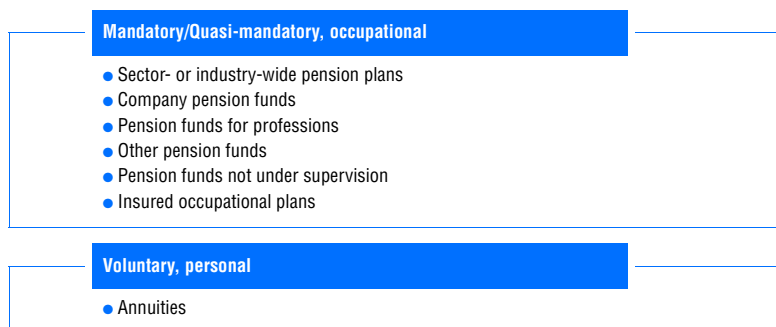 Mandatory/Quasi-mandatory, occupational
● Sector- or industry-wide pension plans
● Company pension funds
● Pension funds for professions
● Other pension funds
● Pension funds not under supervision
● Insured occupational plans
Voluntary, personal
● Annuities